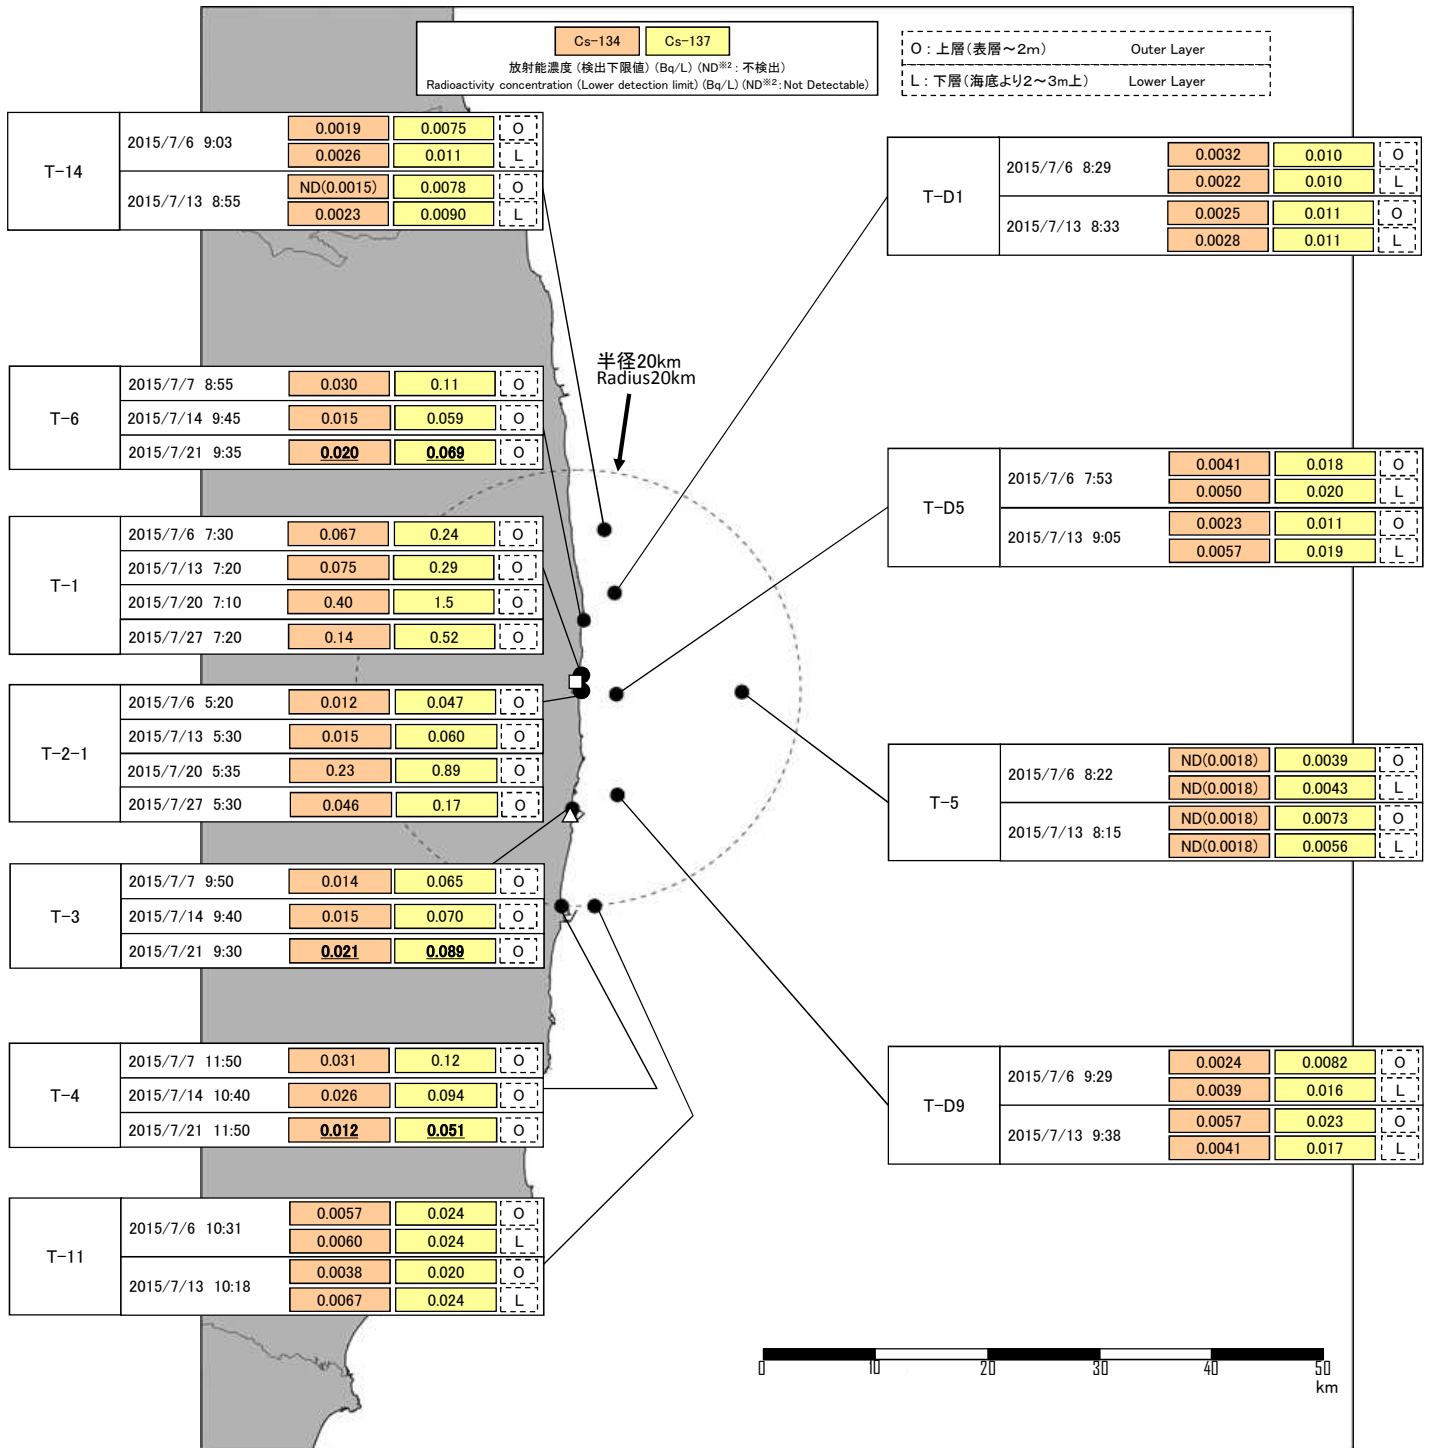 Cs-134 Cs-137
放射能濃度 (検出下限値) (Bq/L) (ND※2 : 不検出)
Radioactivity concentration (Lower detection limit) (Bq/L) (ND※2 : Not Detectable)
O : 上層(表層～2m) Outer Layer
L : 下層(海底より2～3m上) Lower Layer
T-14
2015/7/6 9:03
0.0019 0.0075 O
0.0026 0.011 L
2015/7/13 8:55
ND(0.0015) 0.0078 O
0.0023 0.0090 L
T-D1
2015/7/6 8:29
0.0032 0.010 O
0.0022 0.010 L
2015/7/13 8:33
0.0025 0.011 O
0.0028 0.011 L
半径20km
Radius20km
T-6
2015/7/7 8:55 0.030 0.11 O
2015/7/14 9:45 0.015 0.059 O
2015/7/21 9:35 0.020 0.069 O
T-D5
2015/7/6 7:53
0.0041 0.018 O
0.0050 0.020 L
2015/7/13 9:05
0.0023 0.011 O
0.0057 0.019 L
T-1
2015/7/6 7:30 0.067 0.24 O
2015/7/13 7:20 0.075 0.29 O
2015/7/20 7:10 0.40 1.5 O
2015/7/27 7:20 0.14 0.52 O
T-2-1
2015/7/6 5:20 0.012 0.047 O
2015/7/13 5:30 0.015 0.060 O
2015/7/20 5:35 0.23 0.89 O
2015/7/27 5:30 0.046 0.17 O
T-5
2015/7/6 8:22
ND(0.0018) 0.0039 O
ND(0.0018) 0.0043 L
2015/7/13 8:15
ND(0.0018) 0.0073 O
ND(0.0018) 0.0056 L
T-3
2015/7/7 9:50 0.014 0.065 O
2015/7/14 9:40 0.015 0.070 O
2015/7/21 9:30 0.021 0.089 O
T-4
2015/7/7 11:50 0.031 0.12 O
2015/7/14 10:40 0.026 0.094 O
2015/7/21 11:50 0.012 0.051 O
T-D9
2015/7/6 9:29
0.0024 0.0082 O
0.0039 0.016 L
2015/7/13 9:38
0.0057 0.023 O
0.0041 0.017 L
T-11
2015/7/6 10:31
0.0057 0.024 O
0.0060 0.024 L
2015/7/13 10:18
0.0038 0.020 O
0.0067 0.024 L
0 10 20 30 40 50
km